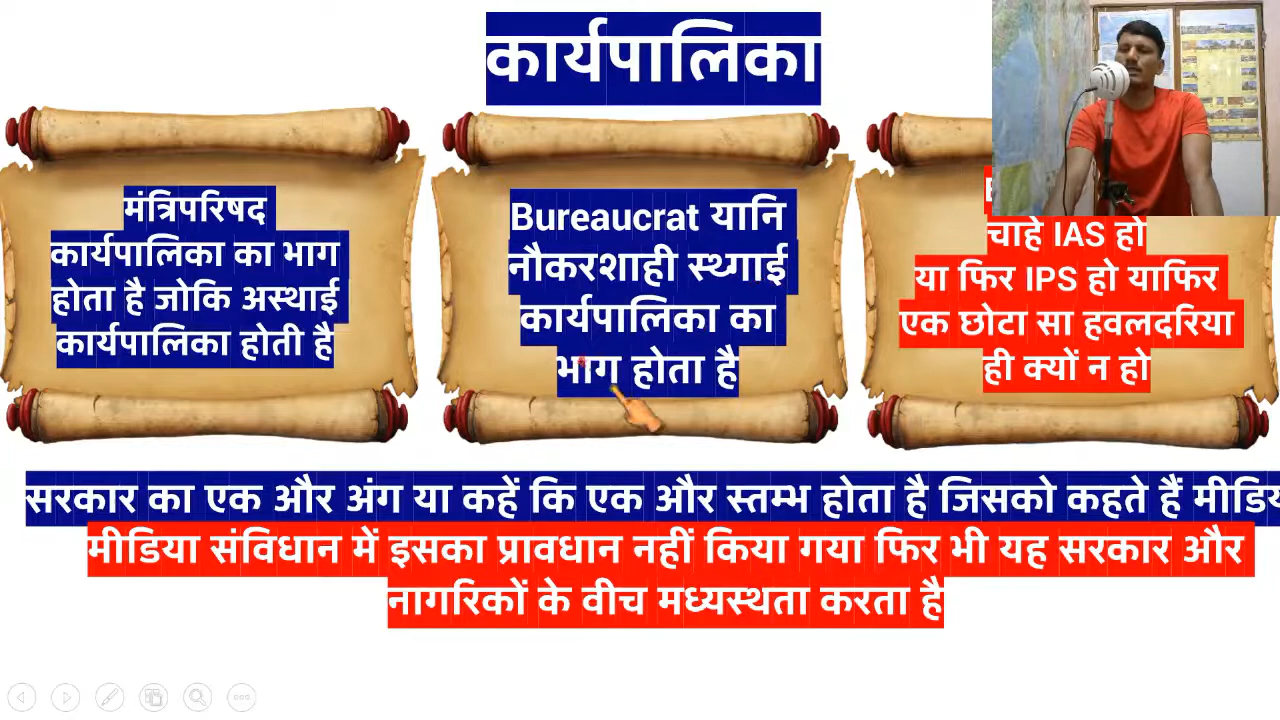 कार्यपालिका
मंत्रिपरिषद
कार्यपालिका का भाग
होता है जोकि अस्थाई
कार्यपालिका होती है
Bureaucrat यानि
नौकरशाही स्थ्गाई
कार्यपालिका का
भाग होता है
चाहे IAS हो
या फिर IPS हो याफिर
एक छोटा सा हवलदरिया
ही क्यों न हो
सरकार का एक और अंग या कहें कि एक और स्तम्भ होता है जिसको कहते हैं
मीडिया संविधान में इसका प्रावधान नहीं किया गया फिर भी यह सरकार और
नागरिकों के वीच मध्यस्थता करता है